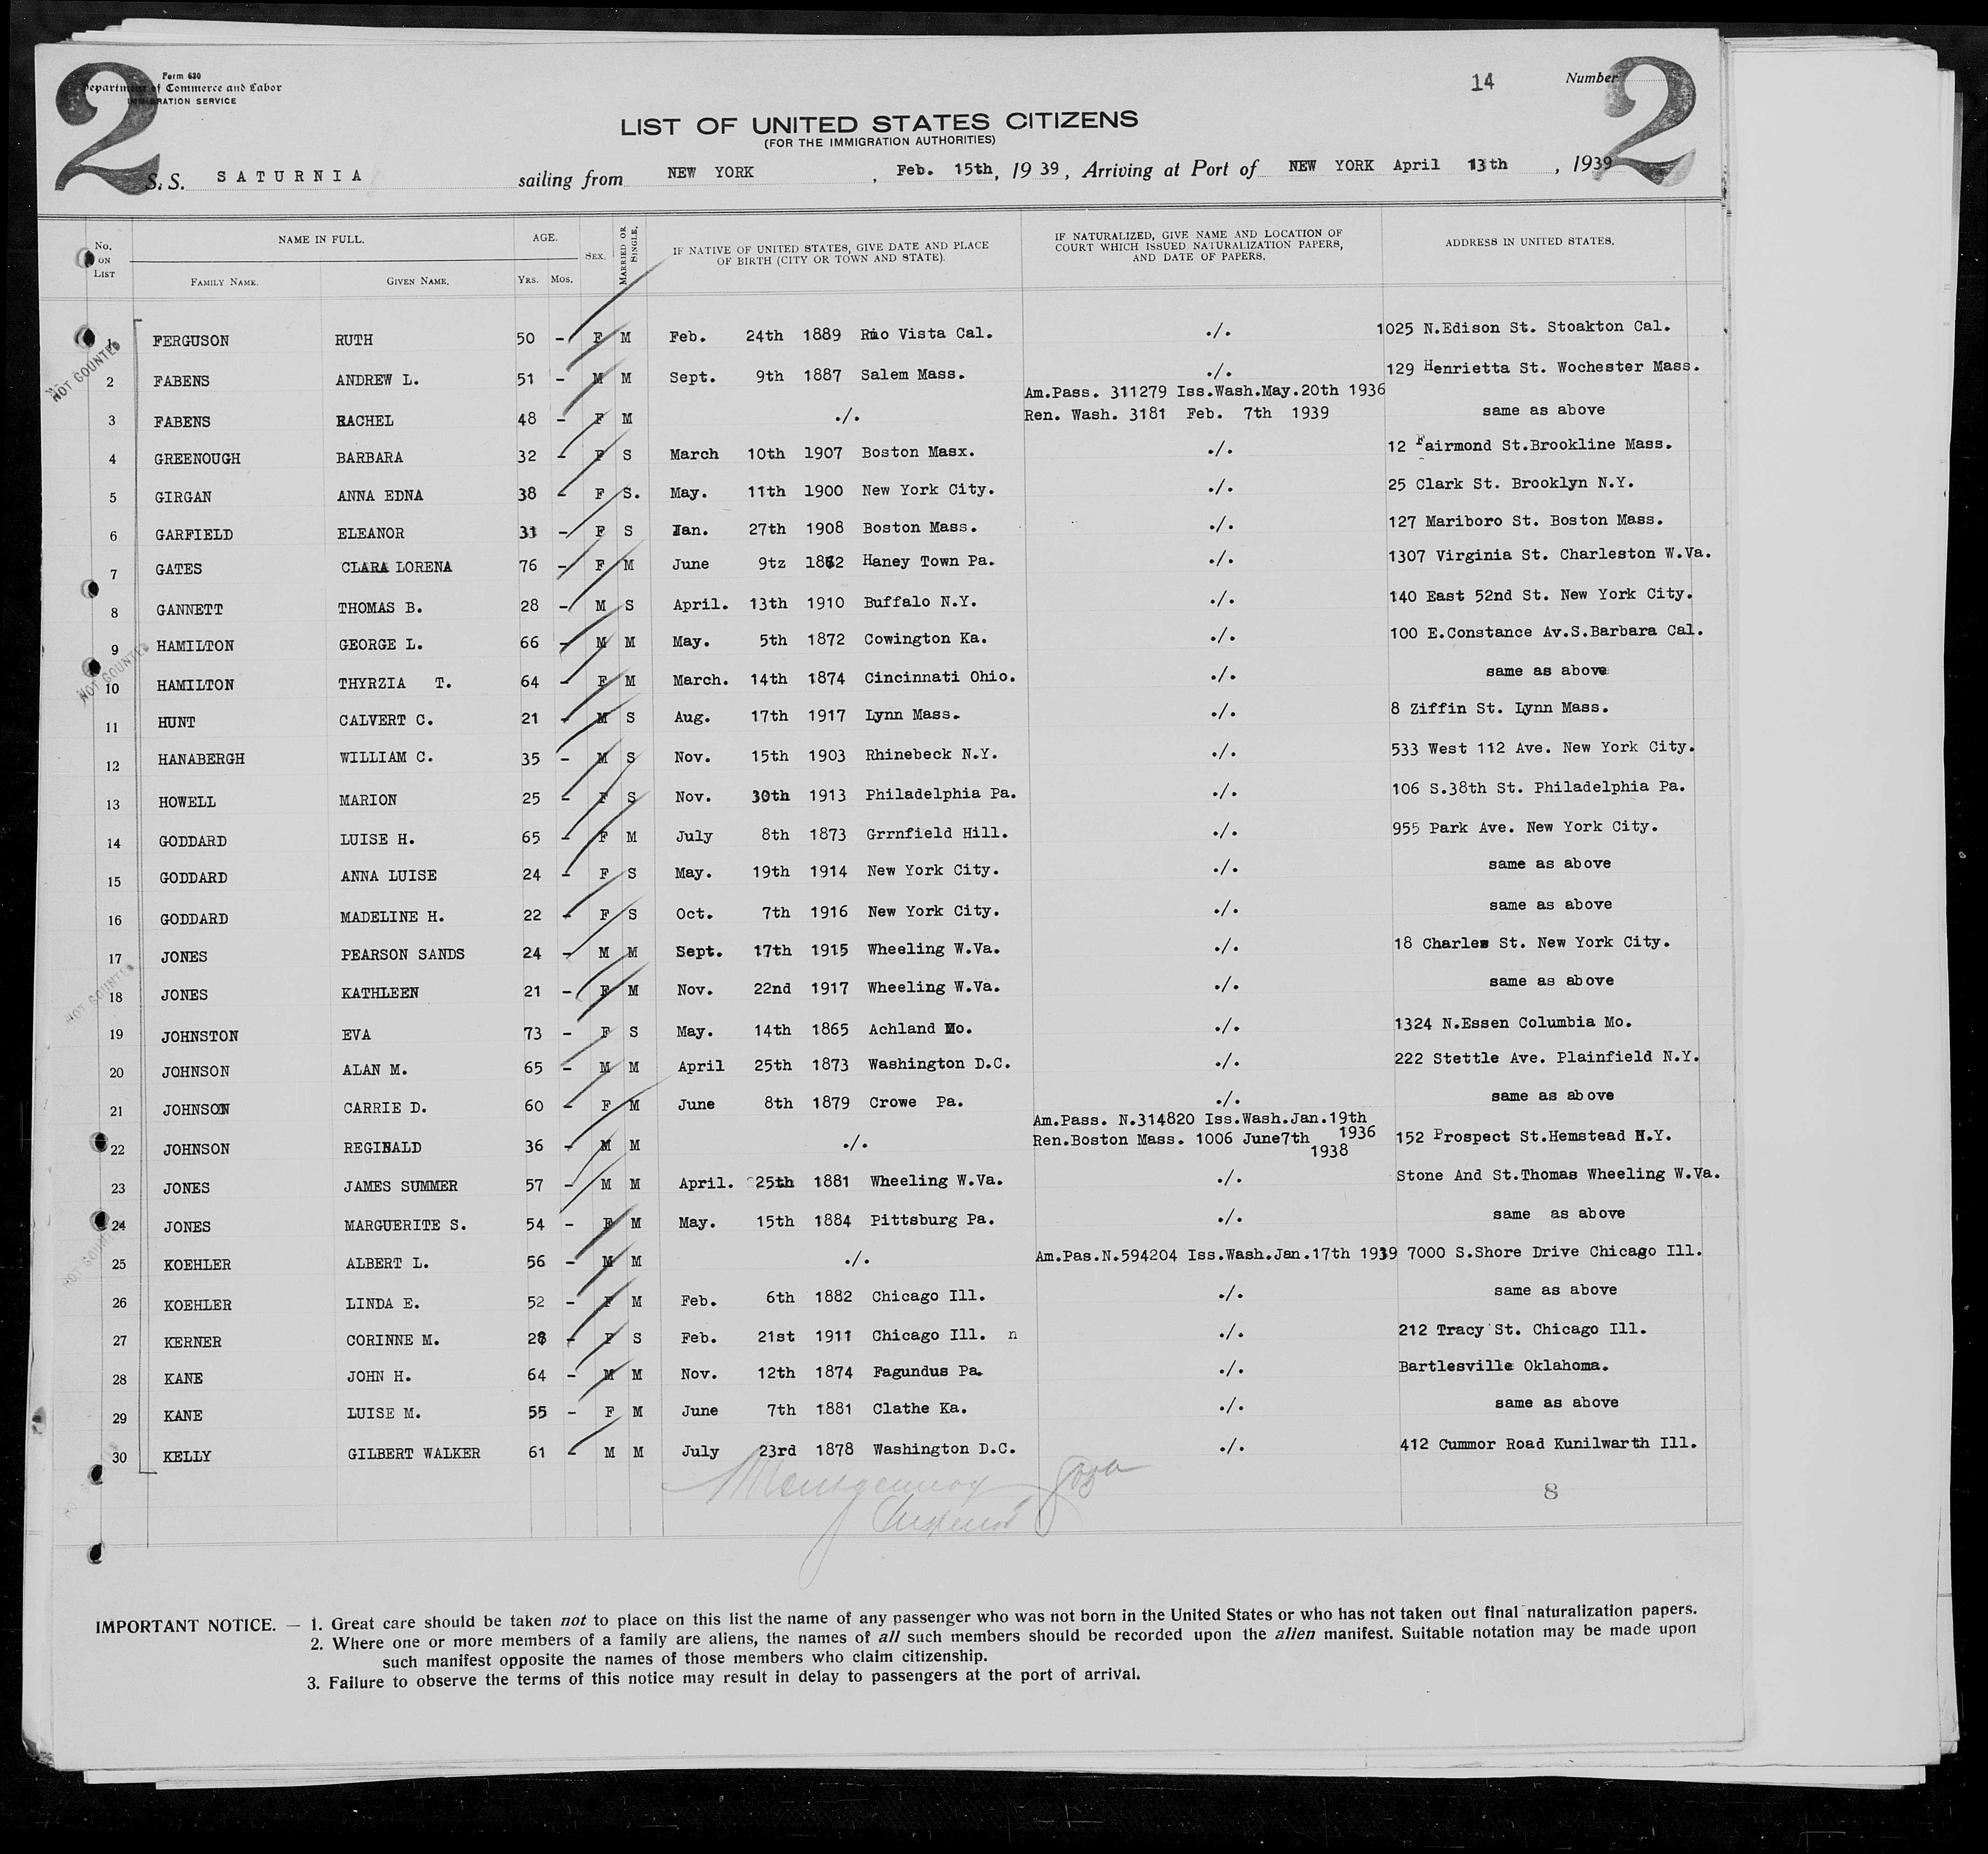 2 2
Form 630
Department of Commerce and Labor
IMMIGRATION SERVICE
14 Number
LIST OF UNITED STATES CITIZENS
(FOR THE IMMIGRATION AUTHORITIES)
S.S. SATURNIA sailing from NEW YORK , Feb. 15th, 1939, Arriving at Port of NEW YORK April 13th , 1939
No. ON LIST NAME IN FULL. FAMILY NAME. GIVEN NAME. AGE. YRS. MOS. SEX. MARRIED OR SINGLE. IF NATIVE OF UNITED STATES, GIVE DATE AND PLACE OF BIRTH (CITY OR TOWN AND STATE). IF NATURALIZED, GIVE NAME AND LOCATION OF COURT WHICH ISSUED NATURALIZATION PAPERS, AND DATE OF PAPERS. ADDRESS IN UNITED STATES.
1 FERGUSON RUTH 50 - F M Feb. 24th 1889 Rio Vista Cal. ./. 1025 N.Edison St. Stoakton Cal.
NOT COUNTED
2 FABENS ANDREW L. 51 - M M Sept. 9th 1887 Salem Mass. ./. 129 Henrietta St. Wochester Mass.
Am.Pass. 311279 Iss.Wash.May.20th 1936
3 FABENS RACHEL 48 - F M ./. Ren. Wash. 3181 Feb. 7th 1939 same as above
4 GREENOUGH BARBARA 32 - F S March 10th 1907 Boston Masx. ./. 12 Fairmond St.Brookline Mass.
5 GIRGAN ANNA EDNA 38 - F S. May. 11th 1900 New York City. ./. 25 Clark St. Brooklyn N.Y.
6 GARFIELD ELEANOR 31 - F S Jan. 27th 1908 Boston Mass. ./. 127 Mariboro St. Boston Mass.
7 GATES CLARA LORENA 76 - F M June 9tz 1862 Haney Town Pa. ./. 1307 Virginia St. Charleston W.Va.
8 GANNETT THOMAS B. 28 - M S April. 13th 1910 Buffalo N.Y. ./. 140 East 52nd St. New York City.
9 HAMILTON GEORGE L. 66 - M M May. 5th 1872 Cowington Ka. ./. 100 E.Constance Av.S.Barbara Cal.
NOT COUNTED
10 HAMILTON THYRZIA T. 64 - F M March. 14th 1874 Cincinnati Ohio. ./. same as above
11 HUNT CALVERT C. 21 - M S Aug. 17th 1917 Lynn Mass. ./. 8 Ziffin St. Lynn Mass.
12 HANABERGH WILLIAM C. 35 - M S Nov. 15th 1903 Rhinebeck N.Y. ./. 533 West 112 Ave. New York City.
13 HOWELL MARION 25 - F S Nov. 30th 1913 Philadelphia Pa. ./. 106 S.38th St. Philadelphia Pa.
14 GODDARD LUISE H. 65 - F M July 8th 1873 Grrnfield Hill. ./. 955 Park Ave. New York City.
15 GODDARD ANNA LUISE 24 - F S May. 19th 1914 New York City. ./. same as above
16 GODDARD MADELINE H. 22 - F S Oct. 7th 1916 New York City. ./. same as above
17 JONES PEARSON SANDS 24 - M M Sept. 17th 1915 Wheeling W.Va. ./. 18 Charles St. New York City.
NOT COUNTED
18 JONES KATHLEEN 21 - F M Nov. 22nd 1917 Wheeling W.Va. ./. same as above
19 JOHNSTON EVA 73 - F S May. 14th 1865 Achland Mo. ./. 1324 N.Essen Columbia Mo.
20 JOHNSON ALAN M. 65 - M M April 25th 1873 Washington D.C. ./. 222 Stettle Ave. Plainfield N.Y.
21 JOHNSON CARRIE D. 60 - F M June 8th 1879 Crowe Pa. ./. same as above
Am.Pass. N.314820 Iss.Wash.Jan.19th 1936
22 JOHNSON REGINALD 36 - M M ./. Ren.Boston Mass. 1006 June7th 1938 152 Prospect St.Hemstead N.Y.
23 JONES JAMES SUMMER 57 - M M April. 25th 1881 Wheeling W.Va. ./. Stone And St.Thomas Wheeling W.Va.
24 JONES MARGUERITE S. 54 - F M May. 15th 1884 Pittsburg Pa. ./. same as above
NOT COUNTED
25 KOEHLER ALBERT L. 56 - M M ./. Am.Pas.N.594204 Iss.Wash.Jan.17th 1939 7000 S.Shore Drive Chicago Ill.
26 KOEHLER LINDA E. 52 - F M Feb. 6th 1882 Chicago Ill. ./. same as above
27 KERNER CORINNE M. 28 - F S Feb. 21st 1911 Chicago Ill. n ./. 212 Tracy St. Chicago Ill.
28 KANE JOHN H. 64 - M M Nov. 12th 1874 Fagundus Pa. ./. Bartlesville Oklahoma.
29 KANE LUISE M. 55 - F M June 7th 1881 Clathe Ka. ./. same as above
30 KELLY GILBERT WALKER 61 - M M July 23rd 1878 Washington D.C. ./. 412 Cummor Road Kunilwarth Ill.
Montgomery
Inspector
8
IMPORTANT NOTICE. — 1. Great care should be taken not to place on this list the name of any passenger who was not born in the United States or who has not taken out final naturalization papers.
2. Where one or more members of a family are aliens, the names of all such members should be recorded upon the alien manifest. Suitable notation may be made upon
such manifest opposite the names of those members who claim citizenship.
3. Failure to observe the terms of this notice may result in delay to passengers at the port of arrival.